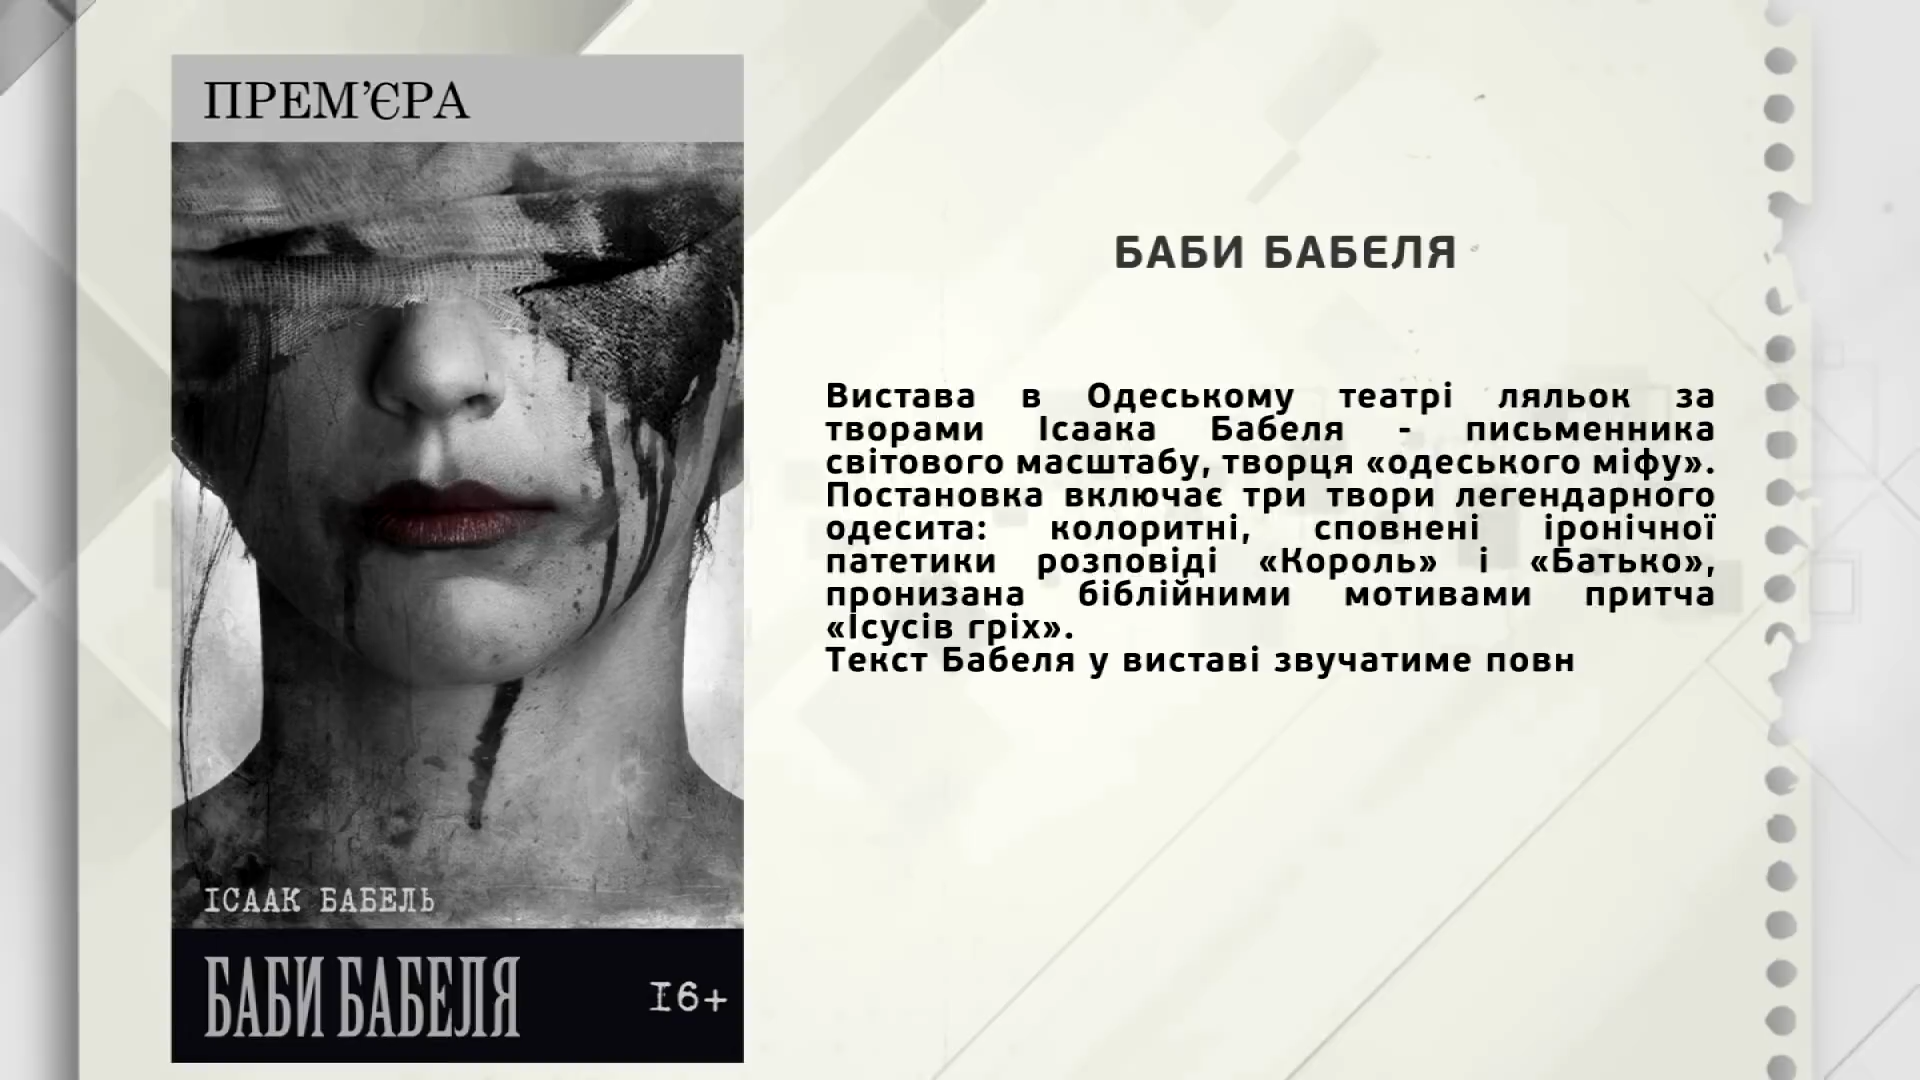 ПРЕМ’ЄРА
ІСААК БАБЕЛЬ
БАБИ БАБЕЛЯ
16+
БАБИ БАБЕЛЯ
Вистава в Одеському театрі ляльок за
творами Ісаака Бабеля - письменника
світового масштабу, творця «одеського міфу».
Постановка включає три твори легендарного
одесита: колоритні, сповнені іронічної
патетики розповіді «Король» і «Батько»,
пронизана біблійними мотивами притча
«Ісусів гріх».
Текст Бабеля у виставі звучатиме повн